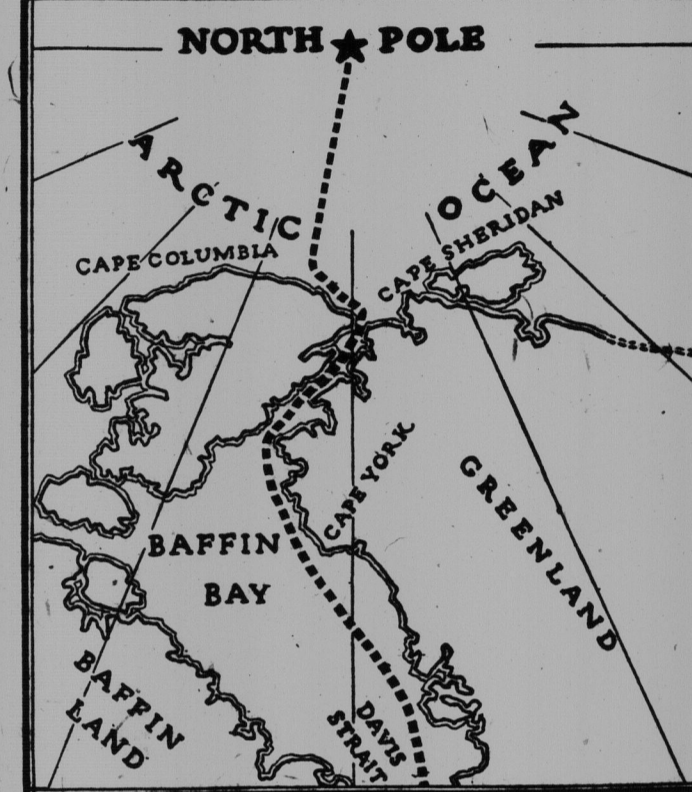 NORTH POLE
ARCTIC OCEAN
CAPE COLUMBIA
CAPE SHERIDAN
CAPE YORK
GREENLAND
BAFFIN
BAY
BAFFIN
LAND
DAVIS
STRAIT